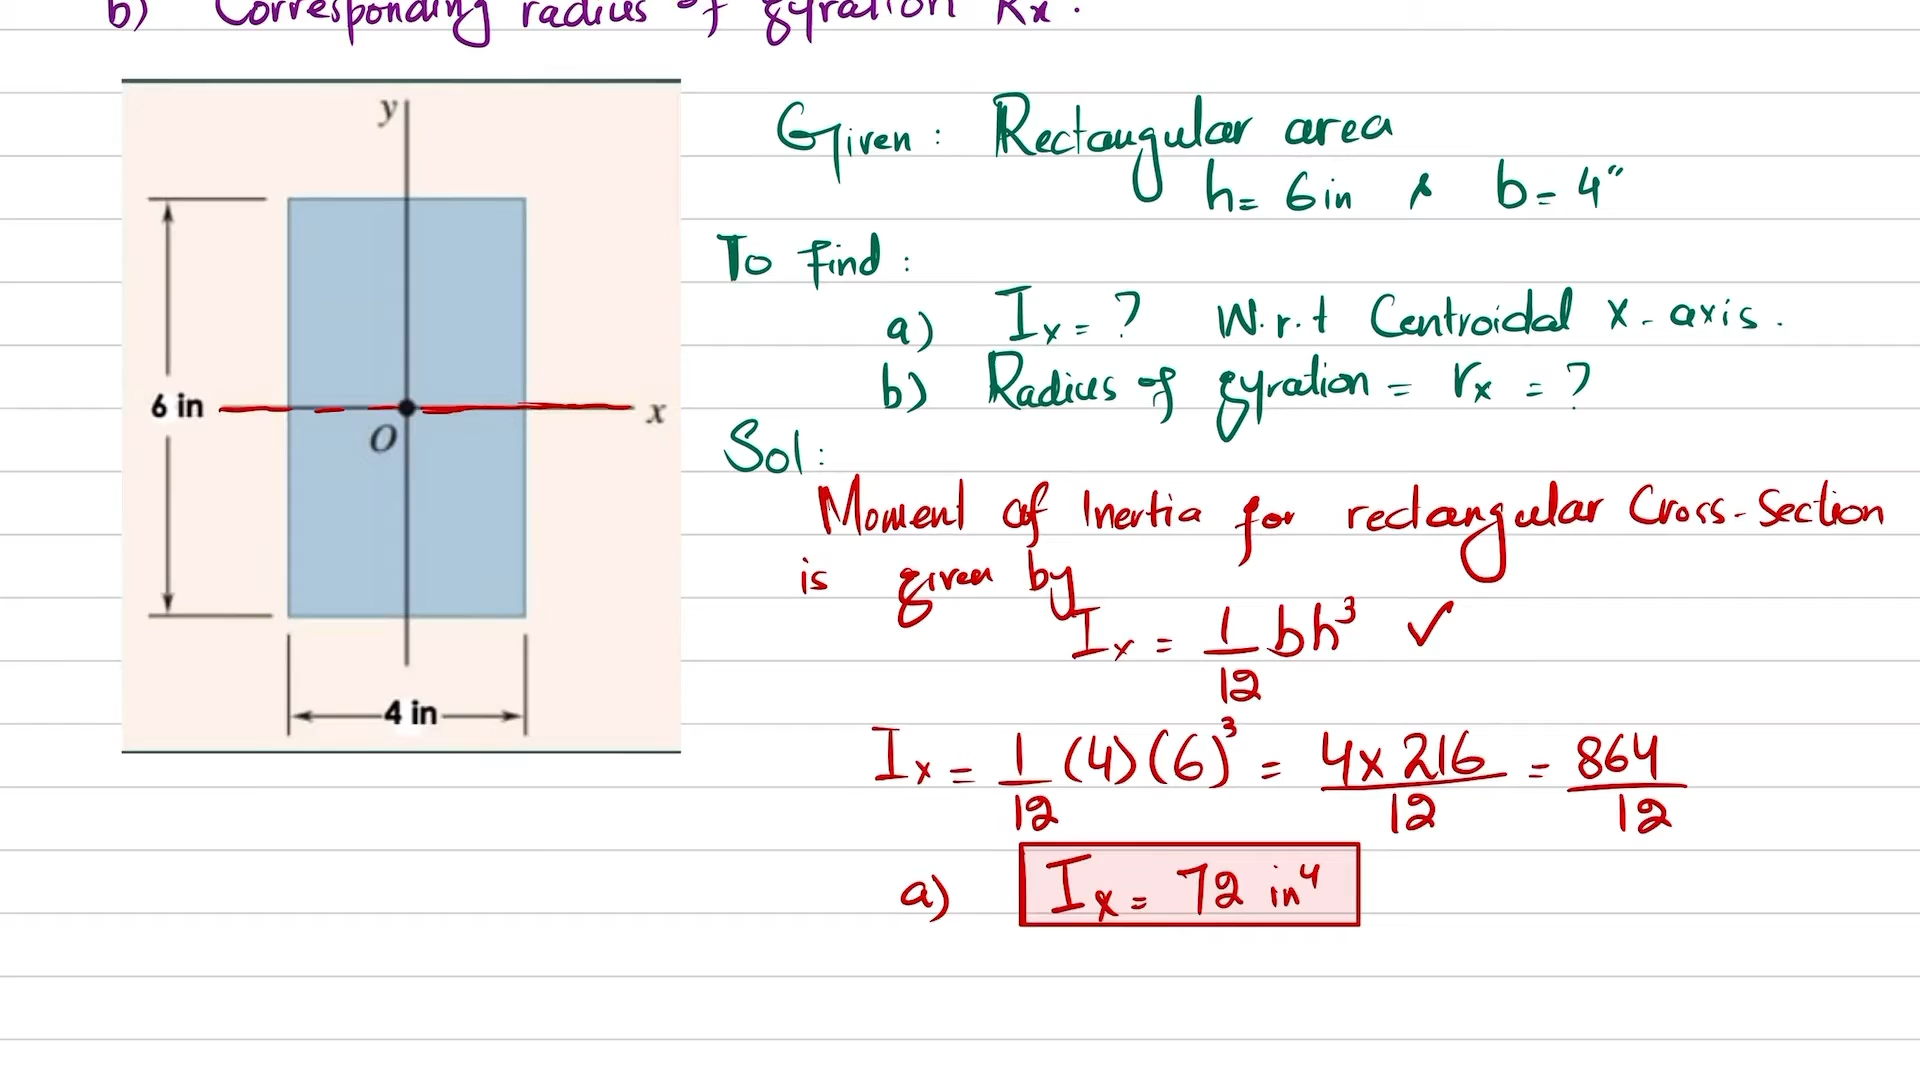 b) Corresponding radius of gyration Rx.
y
6 in
x
O
4 in
Given: Rectangular area
h= 6in & b= 4"
To find:
a) Ix = ? W.r.t Centroidal x-axis.
b) Radius of gyration = rx = ?
Sol:
Moment of Inertia for rectangular Cross-Section
is given by
Ix = 1/12 bh³ ✓
Ix = 1/12 (4)(6)³ = 4x216/12 = 864/12
a) Ix = 72 in⁴